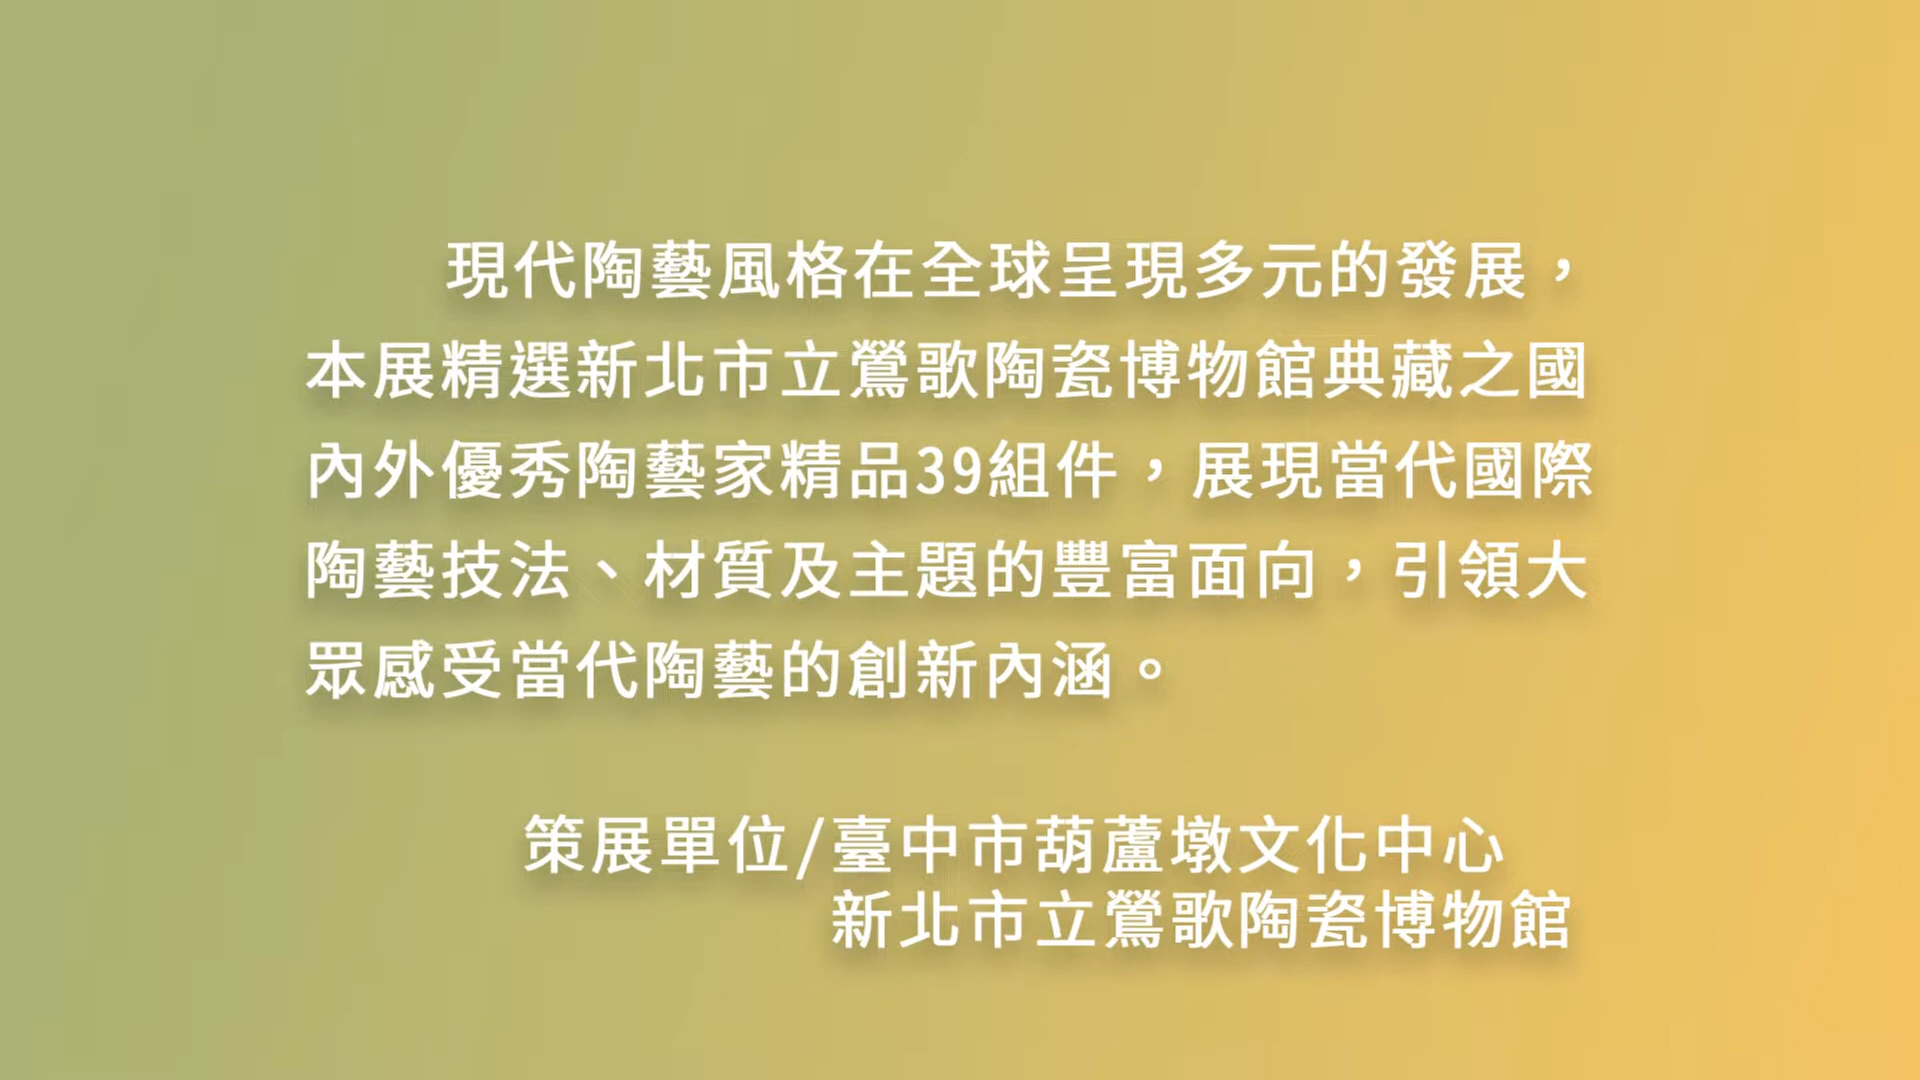 現代陶藝風格在全球呈現多元的發展，
本展精選新北市立鶯歌陶瓷博物館典藏之國
內外優秀陶藝家精品39組件，展現當代國際
陶藝技法、材質及主題的豐富面向，引領大
眾感受當代陶藝的創新內涵。
策展單位/臺中市葫蘆墩文化中心
新北市立鶯歌陶瓷博物館